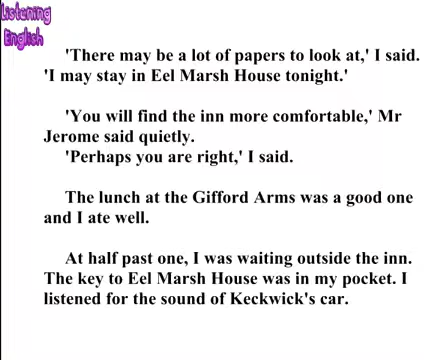 Listening
English
'There may be a lot of papers to look at,' I said.
'I may stay in Eel Marsh House tonight.'
'You will find the inn more comfortable,' Mr
Jerome said quietly.
'Perhaps you are right,' I said.
The lunch at the Gifford Arms was a good one
and I ate well.
At half past one, I was waiting outside the inn.
The key to Eel Marsh House was in my pocket. I
listened for the sound of Keckwick's car.